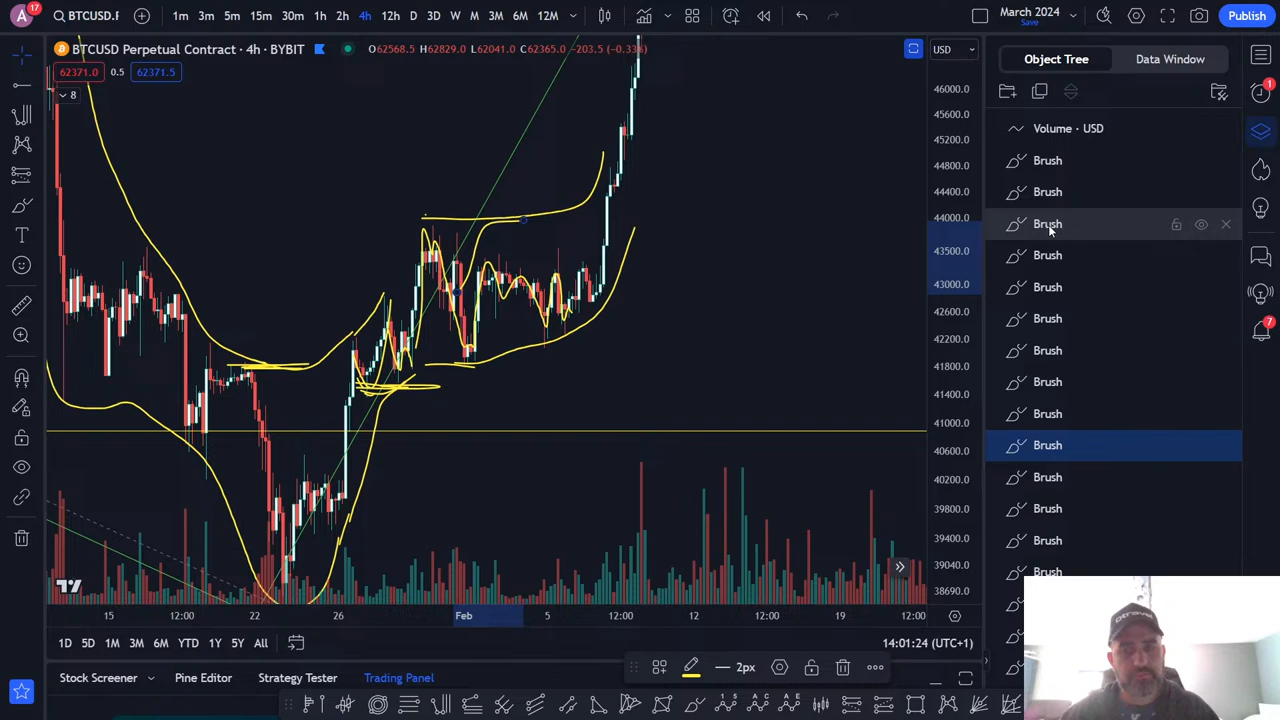 A 17 BTCUSD.F 1m 3m 5m 15m 30m 1h 2h 4h 12h D 3D W M 3M 6M 12M March 2024 Save Publish
BTCUSD Perpetual Contract · 4h · BYBIT O62568.5 H62829.0 L62041.0 C62365.0 -203.5 (-0.33%) USD
62371.0 0.5 62371.5
8
Object Tree Data Window
46000.0
45600.0
45200.0
44800.0
44400.0
44000.0
43500.0
43000.0
42600.0
42200.0
41800.0
41400.0
41000.0
40600.0
40200.0
39800.0
39400.0
39040.0
38690.0
Volume · USD
Brush
Brush
Brush
Brush
Brush
Brush
Brush
Brush
Brush
Brush
Brush
Brush
Brush
Brush
1
7
15 12:00 22 26 Feb 5 12:00 12 12:00 19 12:00
1D 5D 1M 3M 6M YTD 1Y 5Y All 14:01:24 (UTC+1)
2px
Stock Screener Pine Editor Strategy Tester Trading Panel